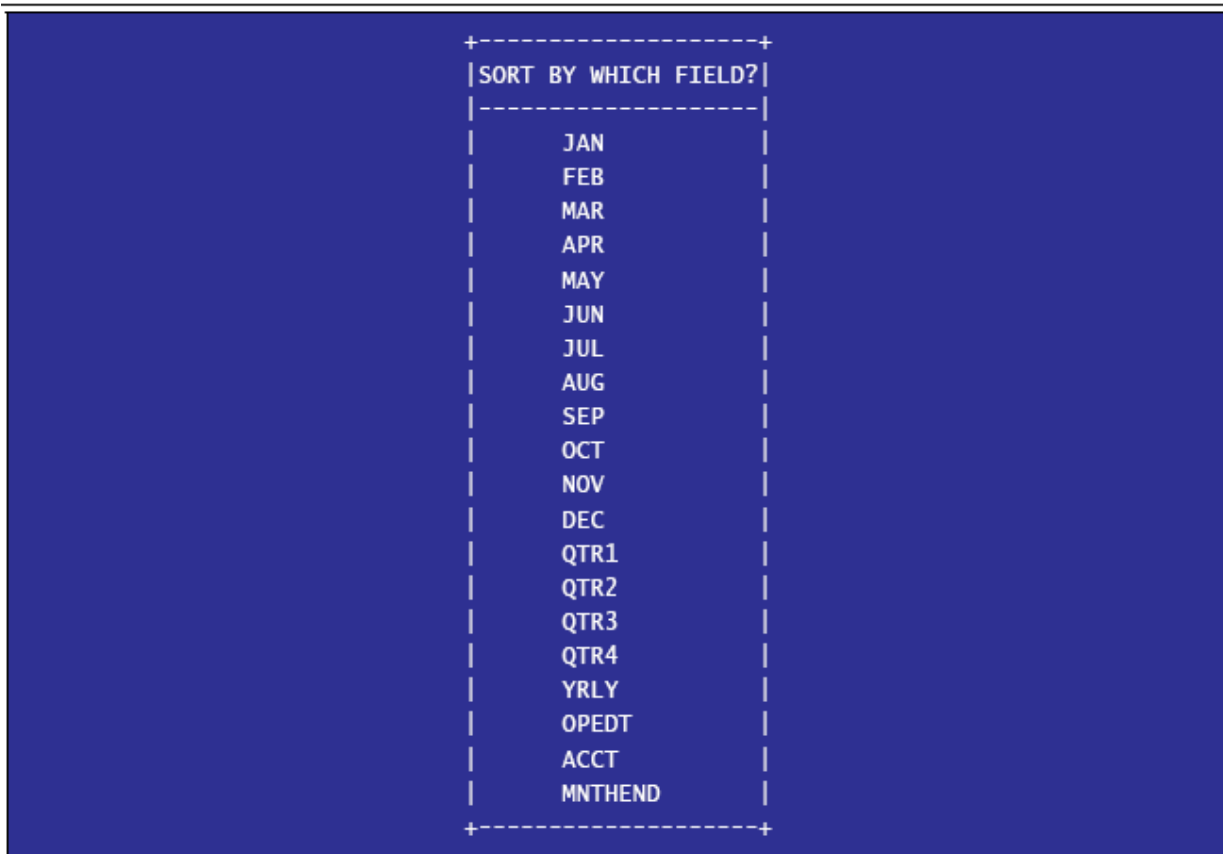 +--------------------+
|SORT BY WHICH FIELD?|
|--------------------|
|      JAN           |
|      FEB           |
|      MAR           |
|      APR           |
|      MAY           |
|      JUN           |
|      JUL           |
|      AUG           |
|      SEP           |
|      OCT           |
|      NOV           |
|      DEC           |
|      QTR1          |
|      QTR2          |
|      QTR3          |
|      QTR4          |
|      YRLY          |
|      OPEDT         |
|      ACCT          |
|      MNTHEND       |
+--------------------+